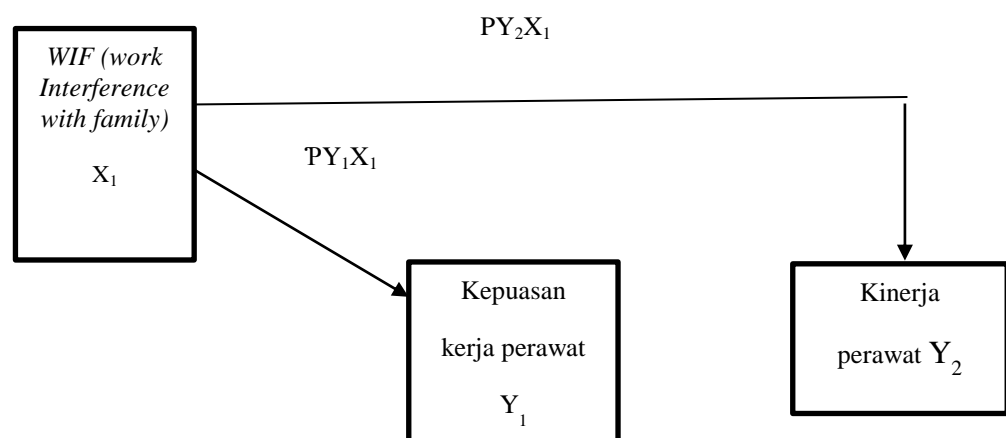 PY₂X₁
WIF (work
Interference
with family)
X₁
PY₁X₁
Kepuasan
kerja perawat
Y₁
Kinerja
perawat Y₂